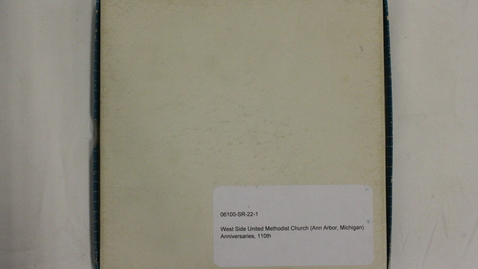 06100-SR-22-1
West Side United Methodist Church (Ann Arbor, Michigan)
Anniversaries, 110th